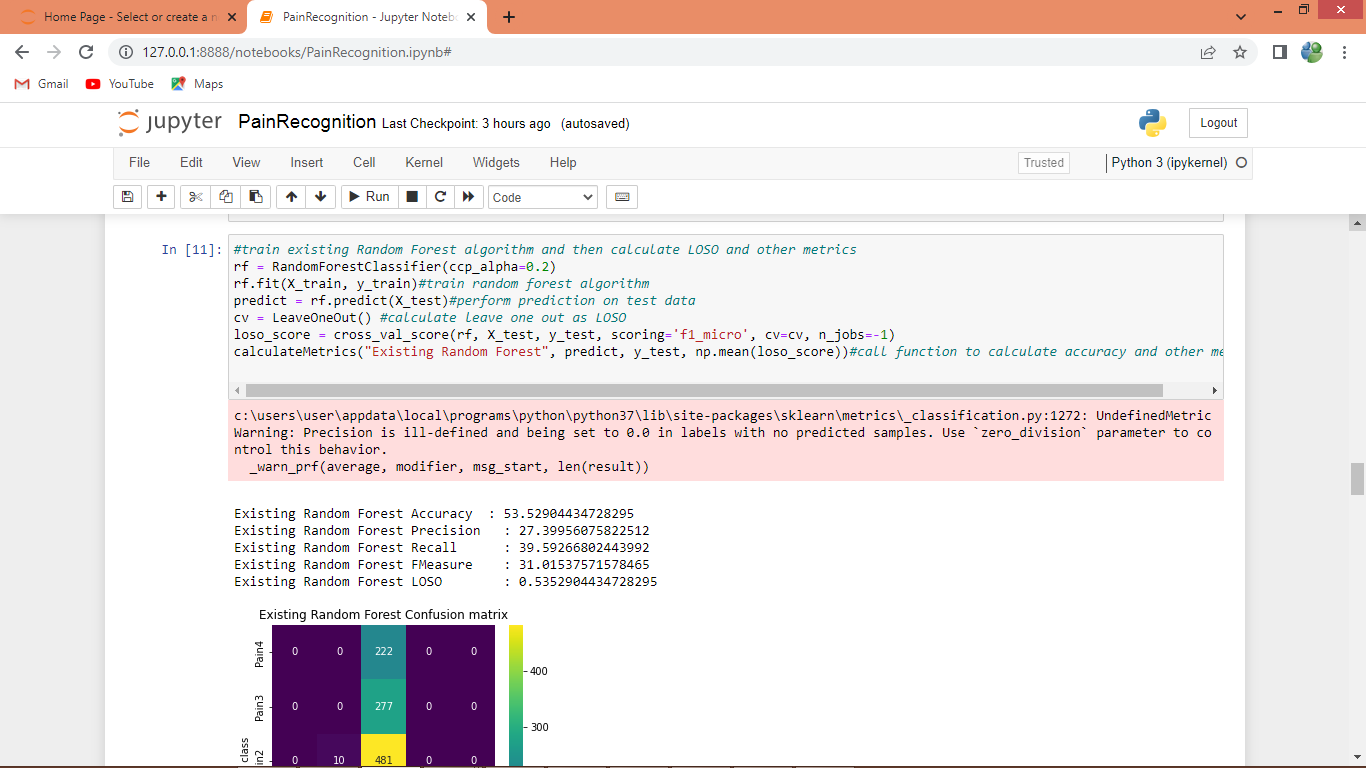 Home Page - Select or create a n
PainRecognition - Jupyter Notebo
127.0.0.1:8888/notebooks/PainRecognition.ipynb#
Gmail YouTube Maps
jupyter PainRecognition Last Checkpoint: 3 hours ago (autosaved) Logout
File Edit View Insert Cell Kernel Widgets Help Trusted Python 3 (ipykernel)
Run Code
In [11]:
#train existing Random Forest algorithm and then calculate LOSO and other metrics
rf = RandomForestClassifier(ccp_alpha=0.2)
rf.fit(X_train, y_train)#train random forest algorithm
predict = rf.predict(X_test)#perform prediction on test data
cv = LeaveOneOut() #calculate leave one out as LOSO
loso_score = cross_val_score(rf, X_test, y_test, scoring='f1_micro', cv=cv, n_jobs=-1)
calculateMetrics("Existing Random Forest", predict, y_test, np.mean(loso_score))#call function to calculate accuracy and other me
c:\users\user\appdata\local\programs\python\python37\lib\site-packages\sklearn\metrics\_classification.py:1272: UndefinedMetric
Warning: Precision is ill-defined and being set to 0.0 in labels with no predicted samples. Use `zero_division` parameter to co
ntrol this behavior.
_warn_prf(average, modifier, msg_start, len(result))
Existing Random Forest Accuracy : 53.52904434728295
Existing Random Forest Precision : 27.39956075822512
Existing Random Forest Recall : 39.59266802443992
Existing Random Forest FMeasure : 31.01537571578465
Existing Random Forest LOSO : 0.5352904434728295
Existing Random Forest Confusion matrix
Pain4 0 0 222 0 0
400
Pain3 0 0 277 0 0
300
class
in2 0 10 481 0 0